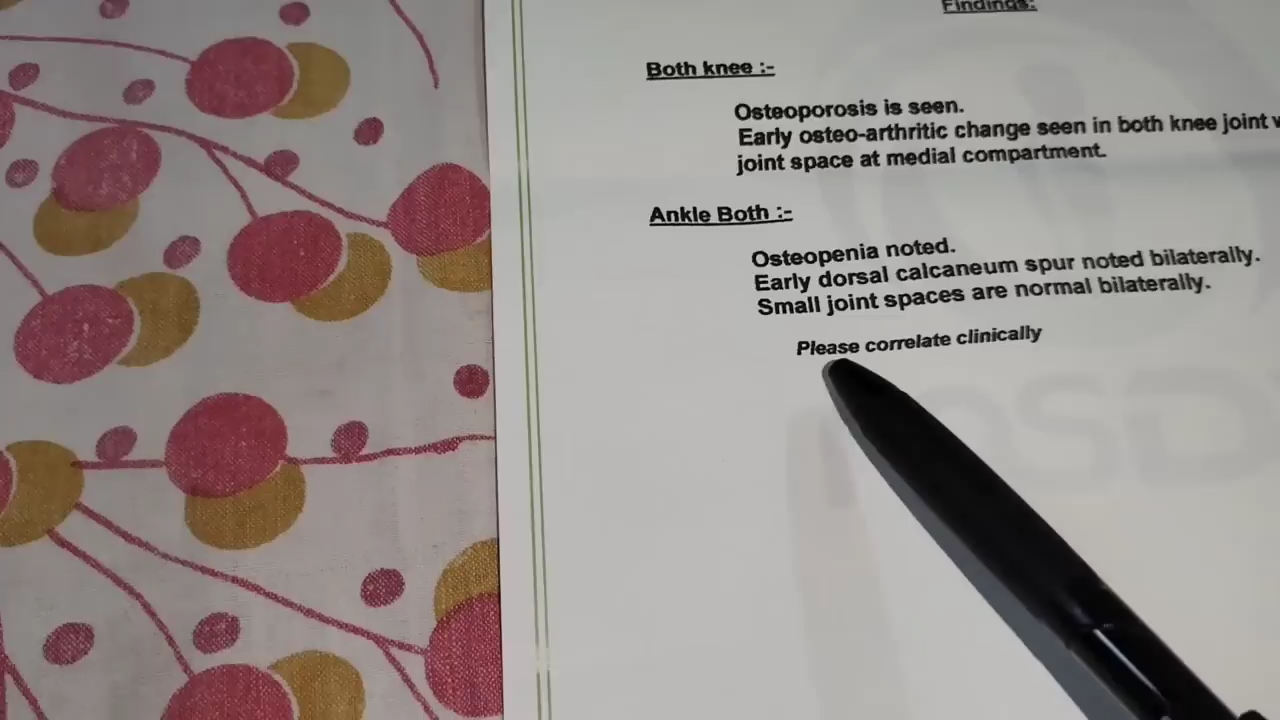 Findings:
Both knee :-
Osteoporosis is seen.
Early osteo-arthritic change seen in both knee joint
joint space at medial compartment.
Ankle Both :-
Osteopenia noted.
Early dorsal calcaneum spur noted bilaterally.
Small joint spaces are normal bilaterally.
Please correlate clinically